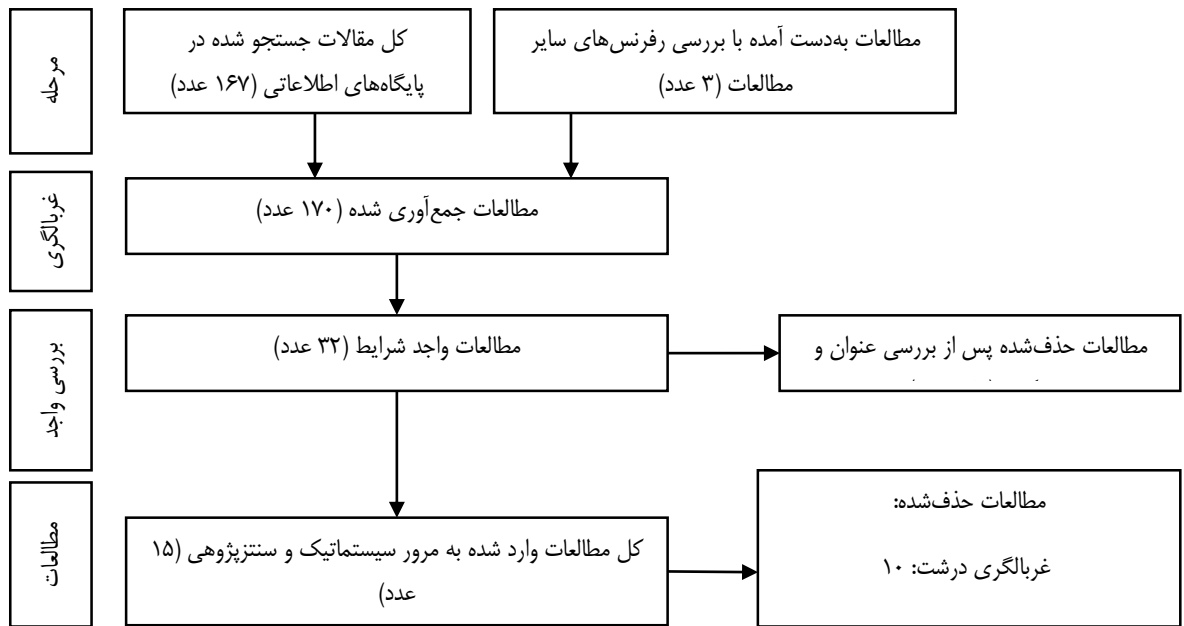 مرحله
کل مقالات جستجو شده در
پایگاه‌های اطلاعاتی (۱۶۷ عدد)
مطالعات به‌دست آمده با بررسی رفرنس‌های سایر
مطالعات (۳ عدد)
غربالگری
مطالعات جمع‌آوری شده (۱۷۰ عدد)
بررسی واجد
مطالعات واجد شرایط (۳۲ عدد)
مطالعات حذف‌شده پس از بررسی عنوان و
مطالعات
کل مطالعات وارد شده به مرور سیستماتیک و سنتزپژوهی (۱۵
عدد)
مطالعات حذف‌شده:
غربالگری درشت: ۱۰